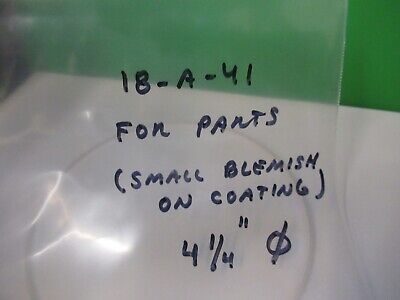 18-A-41
FOR PARTS
(SMALL BLEMISH
ON COATING)
4 1/4" ϕ